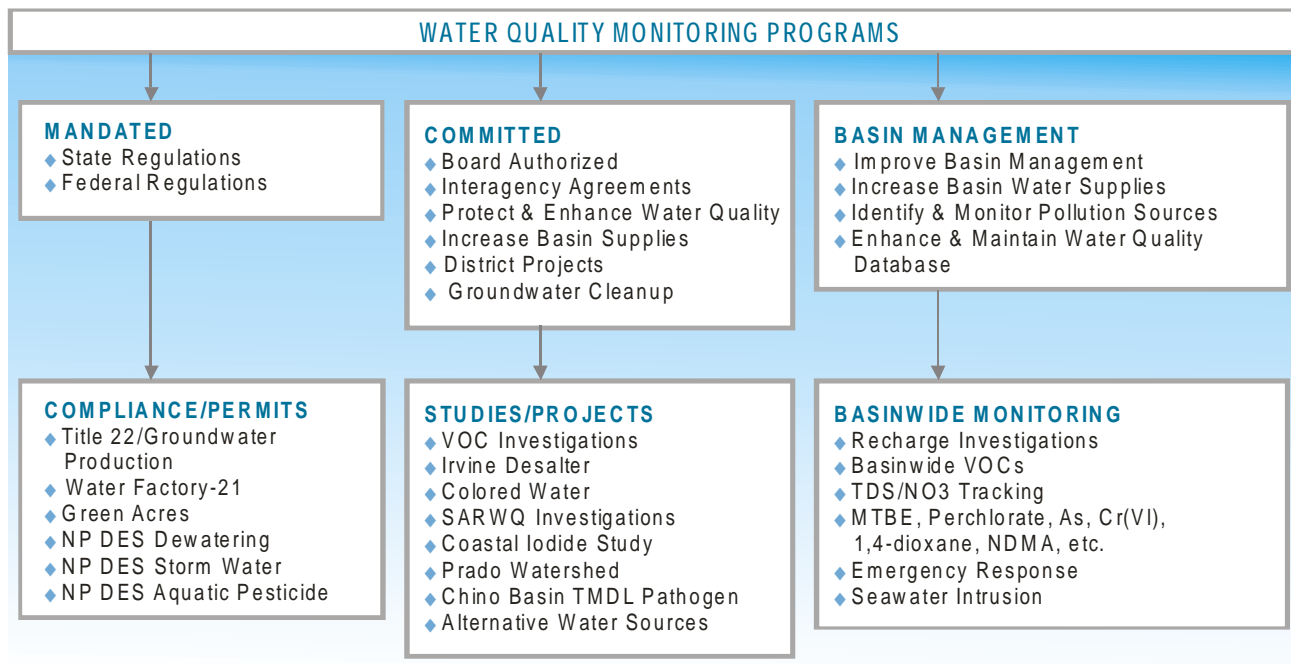 WATER QUALITY MONITORING PROGRAMS
MANDATED
◆ State Regulations
◆ Federal Regulations
COMMITTED
◆ Board Authorized
◆ Interagency Agreements
◆ Protect & Enhance Water Quality
◆ Increase Basin Supplies
◆ District Projects
◆ Groundwater Cleanup
BASIN MANAGEMENT
◆ Improve Basin Management
◆ Increase Basin Water Supplies
◆ Identify & Monitor Pollution Sources
◆ Enhance & Maintain Water Quality
Database
COMPLIANCE/PERMITS
◆ Title 22/Groundwater
Production
◆ Water Factory-21
◆ Green Acres
◆ NPDES Dewatering
◆ NPDES Storm Water
◆ NPDES Aquatic Pesticide
STUDIES/PROJECTS
◆ VOC Investigations
◆ Irvine Desalter
◆ Colored Water
◆ SARWQ Investigations
◆ Coastal Iodide Study
◆ Prado Watershed
◆ Chino Basin TMDL Pathogen
◆ Alternative Water Sources
BASINWIDE MONITORING
◆ Recharge Investigations
◆ Basinwide VOCs
◆ TDS/NO3 Tracking
◆ MTBE, Perchlorate, As, Cr(VI),
1,4-dioxane, NDMA, etc.
◆ Emergency Response
◆ Seawater Intrusion